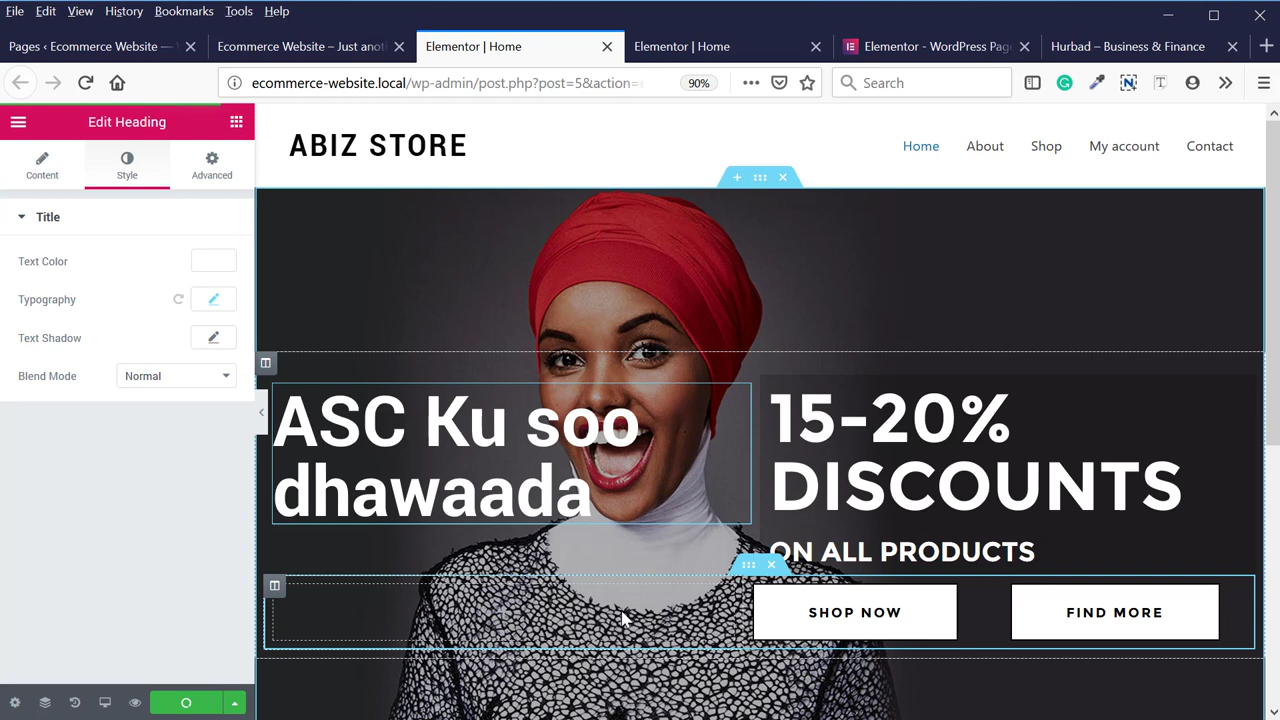 File Edit View History Bookmarks Tools Help
Pages ‹ Ecommerce Website —
Ecommerce Website – Just anot
Elementor | Home
Elementor | Home
Elementor - WordPress Pag
Hurbad – Business & Finance
ecommerce-website.local/wp-admin/post.php?post=5&action=
90%
Search
Edit Heading
ABIZ STORE
Home About Shop My account Contact
Content Style Advanced
Title
Text Color
Typography
Text Shadow
Blend Mode Normal
ASC Ku soo
dhawaada
15-20%
DISCOUNTS
ON ALL PRODUCTS
SHOP NOW
FIND MORE